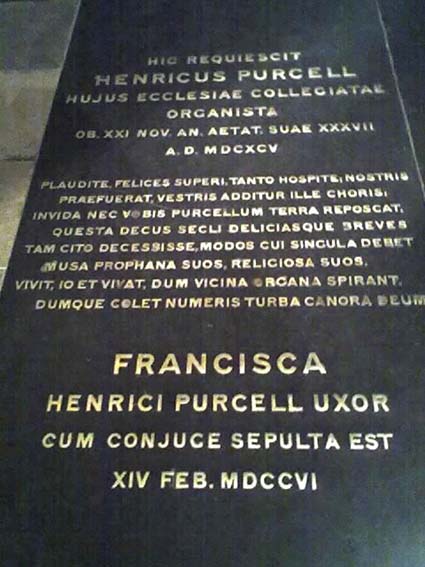 HIC REQUIESCIT
HENRICUS PURCELL
HUJUS ECCLESIAE COLLEGIATAE
ORGANISTA
OB. XXI NOV. AN. AETAT. SUAE XXXVII
A.D. MDCXCV
PLAUDITE, FELICES SUPERI, TANTO HOSPITE; NOSTRIS
PRAEFUERAT, VESTRIS ADDITUR ILLE CHORIS:
INVIDA NEC VOBIS PURCELLUM TERRA REPOSCAT,
QUESTA DECUS SECLI DELICIASQUE BREVES
TAM CITO DECESSISSE, MODOS CUI SINGULA DEBET
MUSA PROPHANA SUOS, RELIGIOSA SUOS.
VIVIT, IO ET VIVAT, DUM VICINA ORGANA SPIRANT,
DUMQUE COLET NUMERIS TURBA CANORA DEUM
FRANCISCA
HENRICI PURCELL UXOR
CUM CONJUCE SEPULTA EST
XIV FEB. MDCCVI